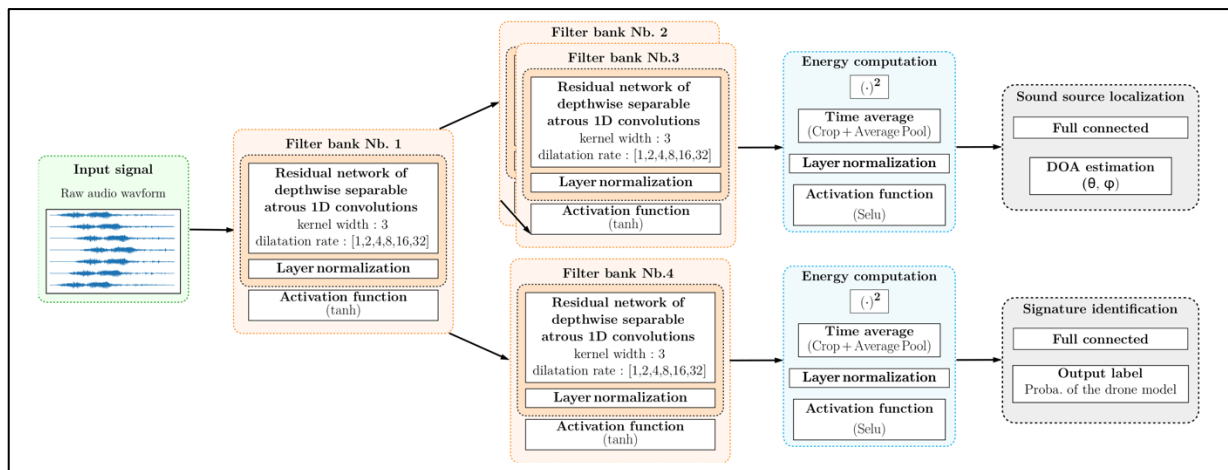 Input signal
Raw audio wavform
Filter bank Nb. 1
Residual network of
depthwise separable
atrous 1D convolutions
kernel width : 3
dilatation rate : [1,2,4,8,16,32]
Layer normalization
Activation function
(tanh)
Filter bank Nb. 2
Filter bank Nb.3
Residual network of
depthwise separable
atrous 1D convolutions
kernel width : 3
dilatation rate : [1,2,4,8,16,32]
Layer normalization
Activation function
(tanh)
Energy computation
(·)²
Time average
(Crop + Average Pool)
Layer normalization
Activation function
(Selu)
Sound source localization
Full connected
DOA estimation
(θ, φ)
Filter bank Nb.4
Residual network of
depthwise separable
atrous 1D convolutions
kernel width : 3
dilatation rate : [1,2,4,8,16,32]
Layer normalization
Activation function
(tanh)
Energy computation
(·)²
Time average
(Crop + Average Pool)
Layer normalization
Activation function
(Selu)
Signature identification
Full connected
Output label
Proba. of the drone model